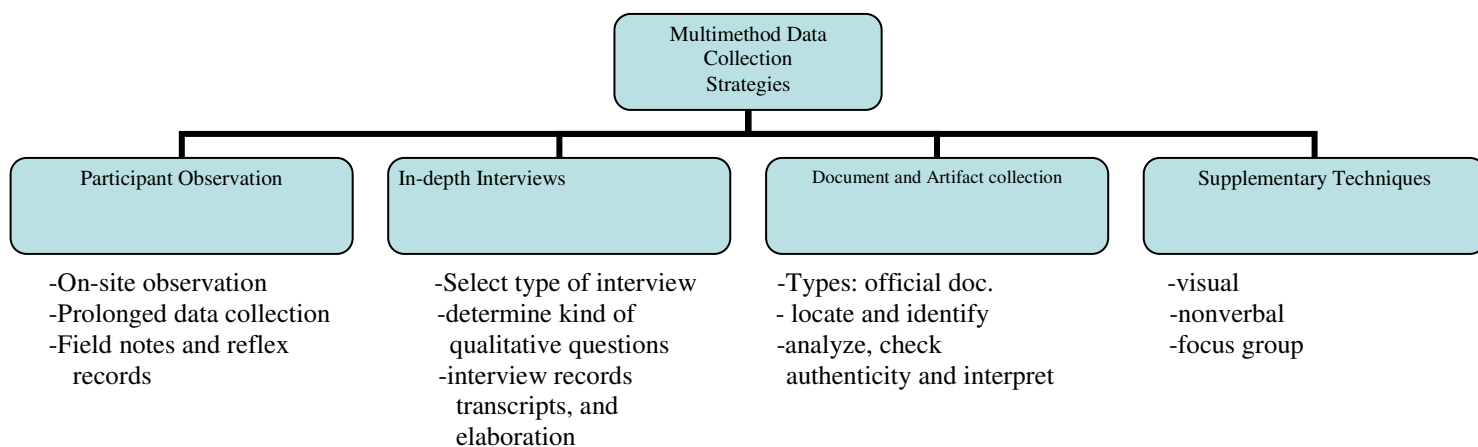 Multimethod Data
Collection
Strategies
Participant Observation
In-depth Interviews
Document and Artifact collection
Supplementary Techniques
-On-site observation
-Prolonged data collection
-Field notes and reflex
records
-Select type of interview
-determine kind of
qualitative questions
-interview records
transcripts, and
elaboration
-Types: official doc.
- locate and identify
-analyze, check
authenticity and interpret
-visual
-nonverbal
-focus group